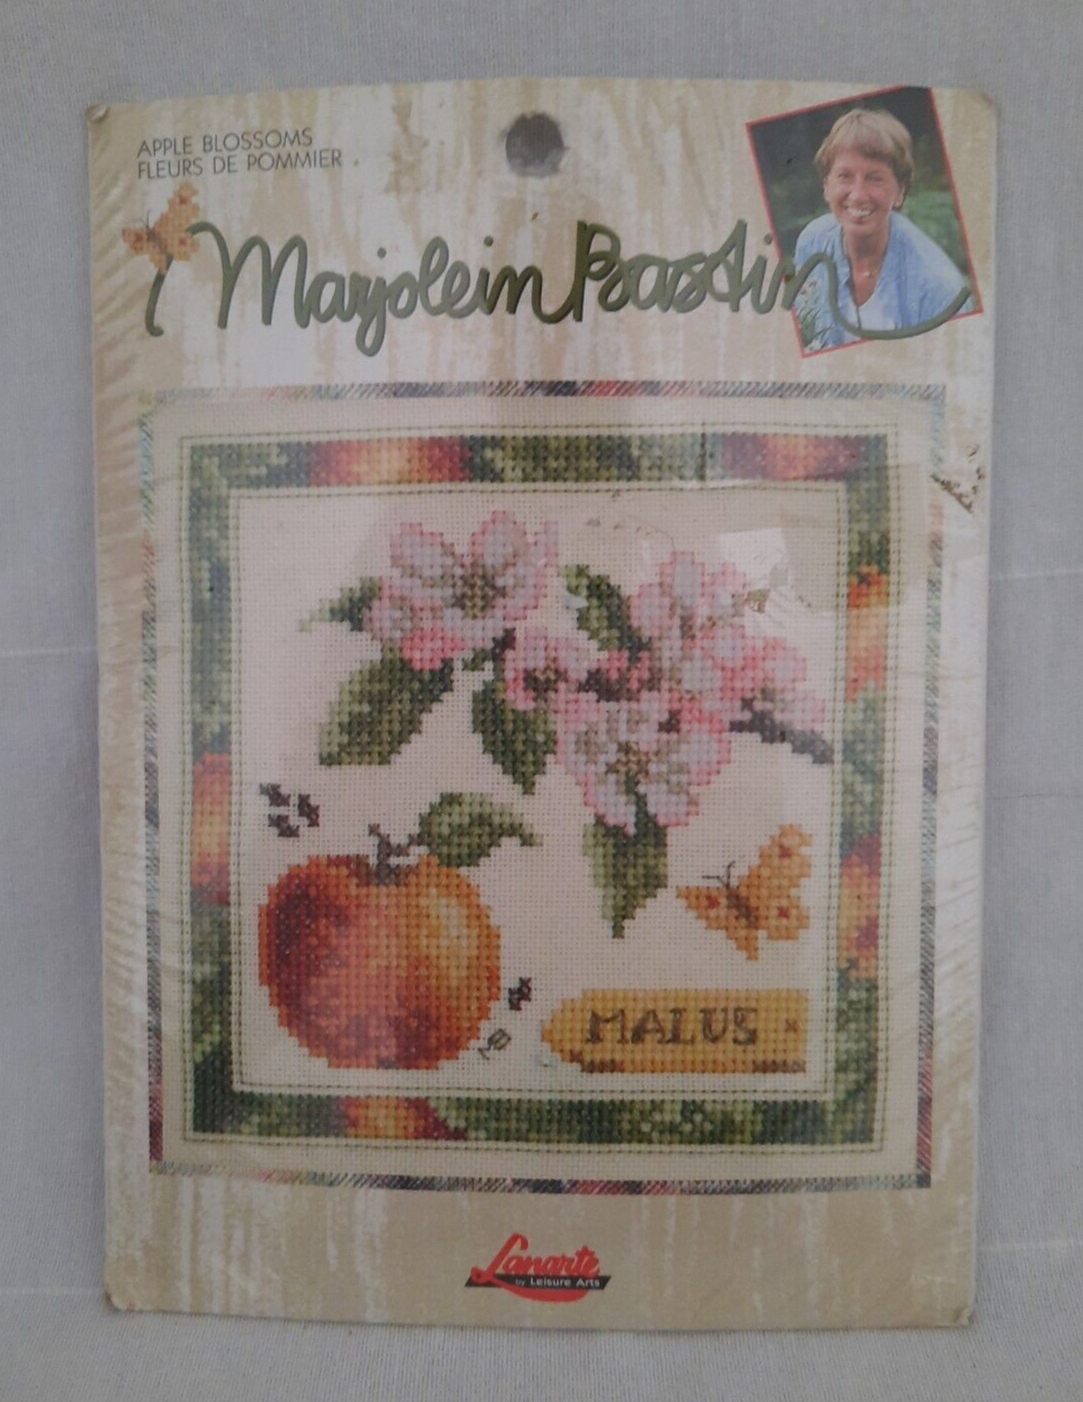 APPLE BLOSSOMS
FLEURS DE POMMIER
Marjolein Bastin
MALUS
Lanarte
by Leisure Arts